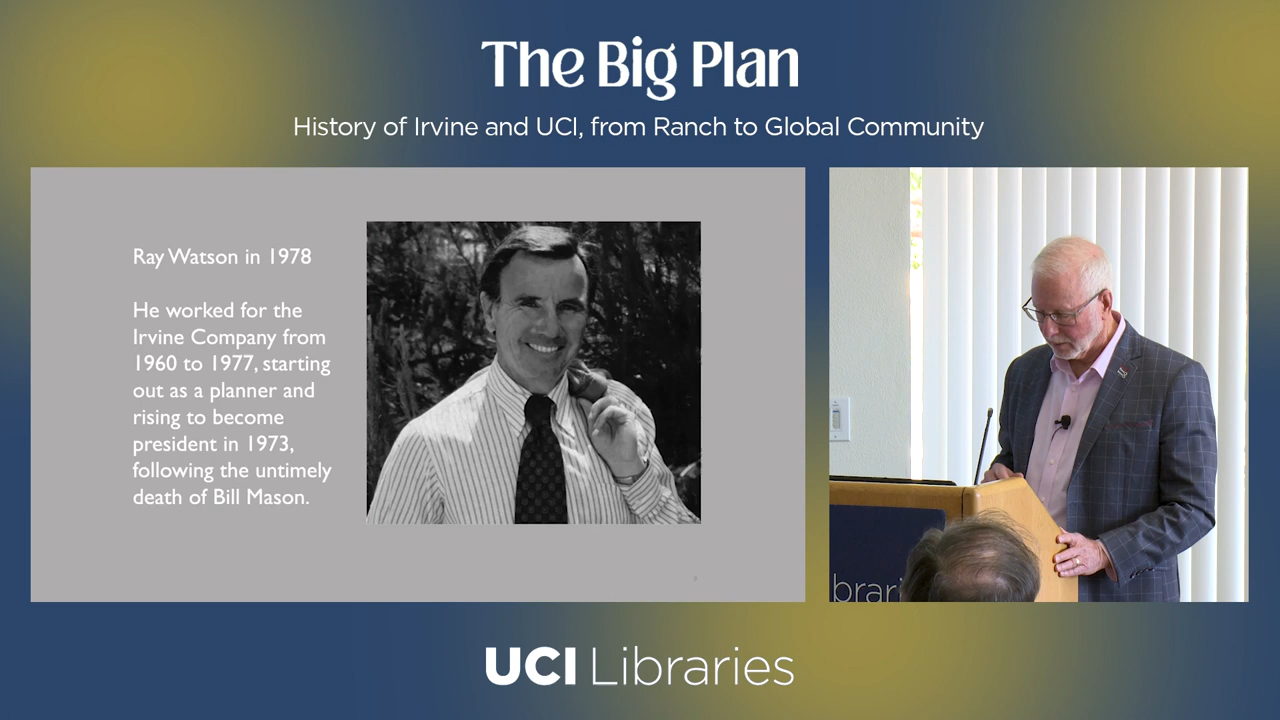 The Big Plan
History of Irvine and UCI, from Ranch to Global Community
Ray Watson in 1978
He worked for the
Irvine Company from
1960 to 1977, starting
out as a planner and
rising to become
president in 1973,
following the untimely
death of Bill Mason.
brari
UCI Libraries